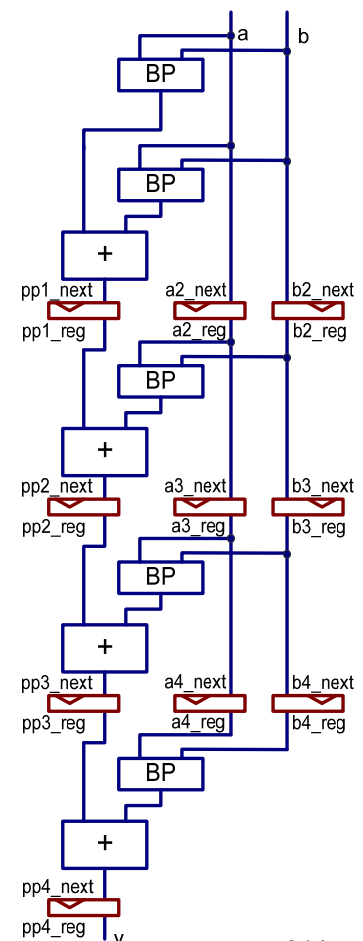 a b
BP
BP
+
pp1_next a2_next b2_next
pp1_reg a2_reg b2_reg
BP
+
pp2_next a3_next b3_next
pp2_reg a3_reg b3_reg
BP
+
pp3_next a4_next b4_next
pp3_reg a4_reg b4_reg
BP
+
pp4_next
pp4_reg